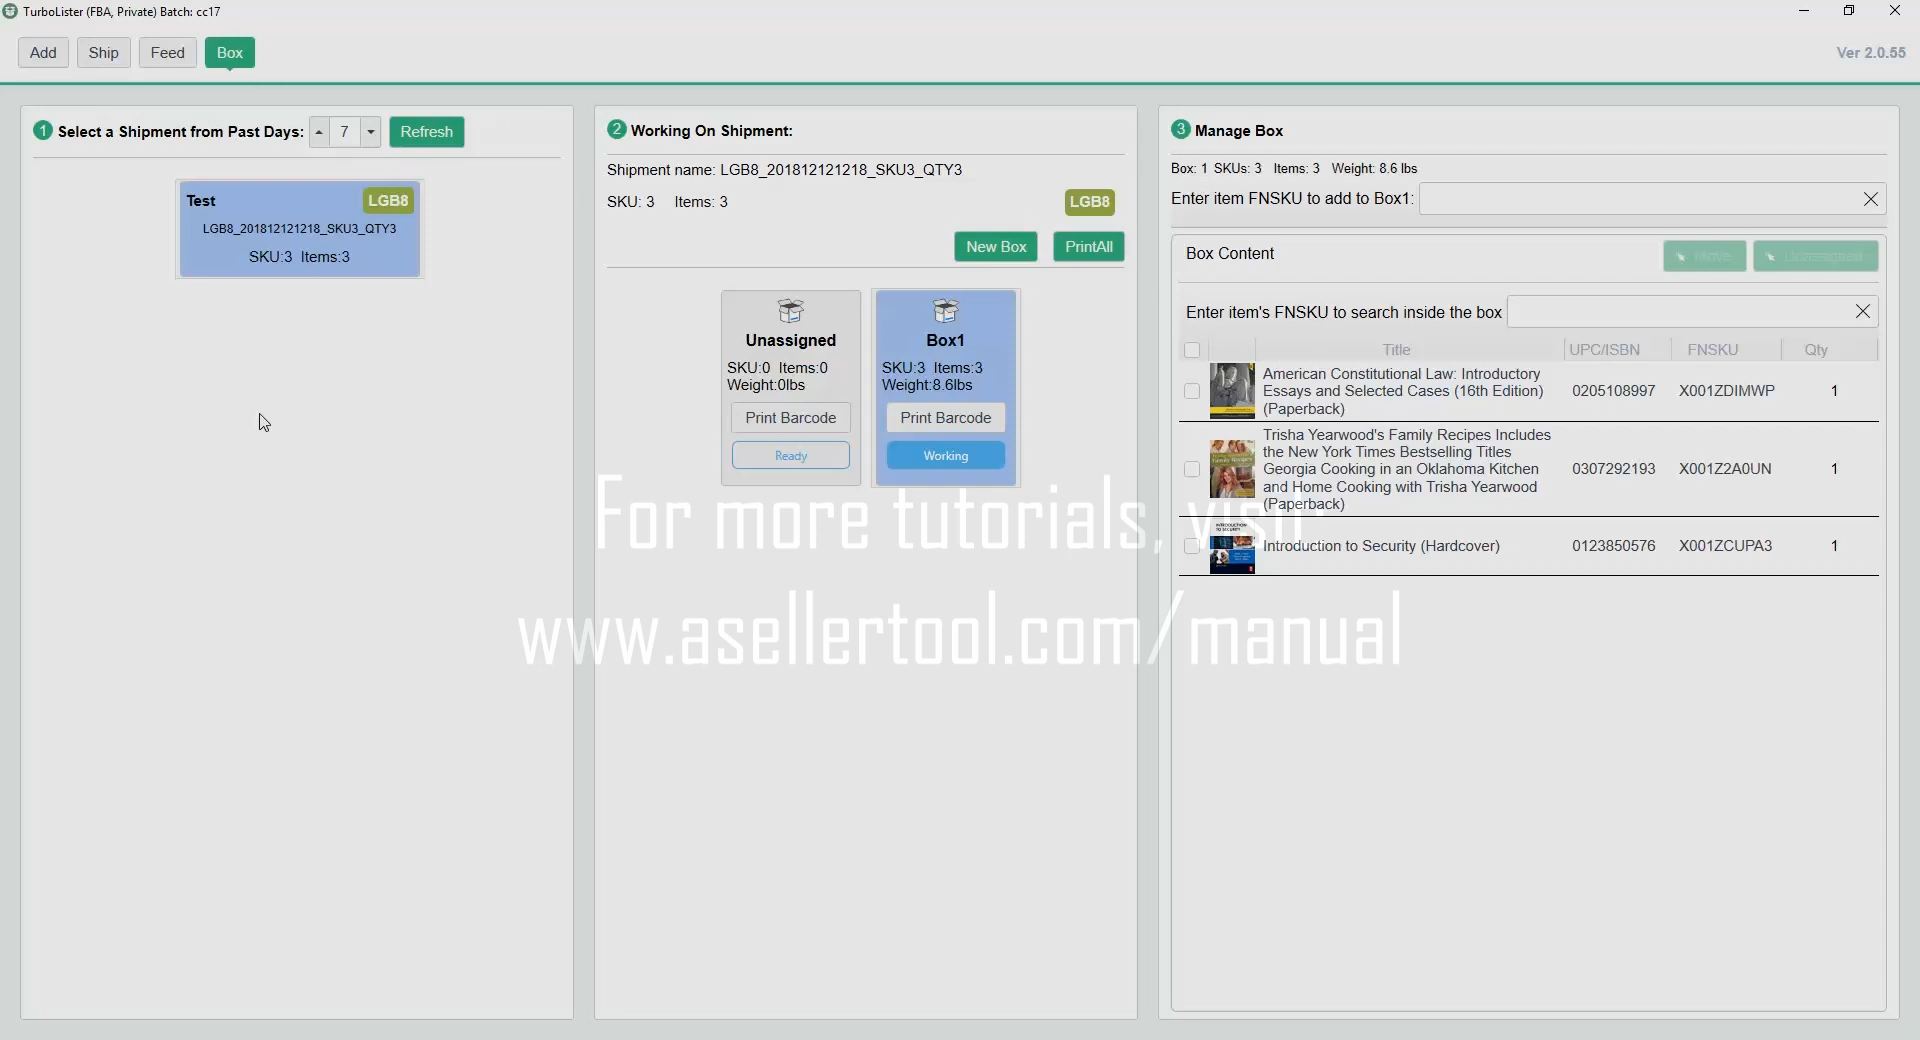 TurboLister (FBA, Private) Batch: cc17
Add
Ship
Feed
Box
Ver 2.0.55
1 Select a Shipment from Past Days:
7
Refresh
Test
LGB8
LGB8_201812121218_SKU3_QTY3
SKU:3 Items:3
2 Working On Shipment:
Shipment name: LGB8_201812121218_SKU3_QTY3
SKU: 3 Items: 3
LGB8
New Box
PrintAll
Unassigned
SKU:0 Items:0
Weight:0lbs
Print Barcode
Ready
Box1
SKU:3 Items:3
Weight:8.6lbs
Print Barcode
Working
3 Manage Box
Box: 1 SKUs: 3 Items: 3 Weight: 8.6 lbs
Enter item FNSKU to add to Box1:
Box Content
Enter item's FNSKU to search inside the box
Title UPC/ISBN FNSKU Qty
American Constitutional Law: Introductory
Essays and Selected Cases (16th Edition)
(Paperback)
0205108997 X001ZDIMWP 1
Trisha Yearwood's Family Recipes Includes
the New York Times Bestselling Titles
Georgia Cooking in an Oklahoma Kitchen
and Home Cooking with Trisha Yearwood
(Paperback)
0307292193 X001Z2A0UN 1
Introduction to Security (Hardcover) 0123850576 X001ZCUPA3 1
For more tutorials, visit:
www.asellertool.com/manual